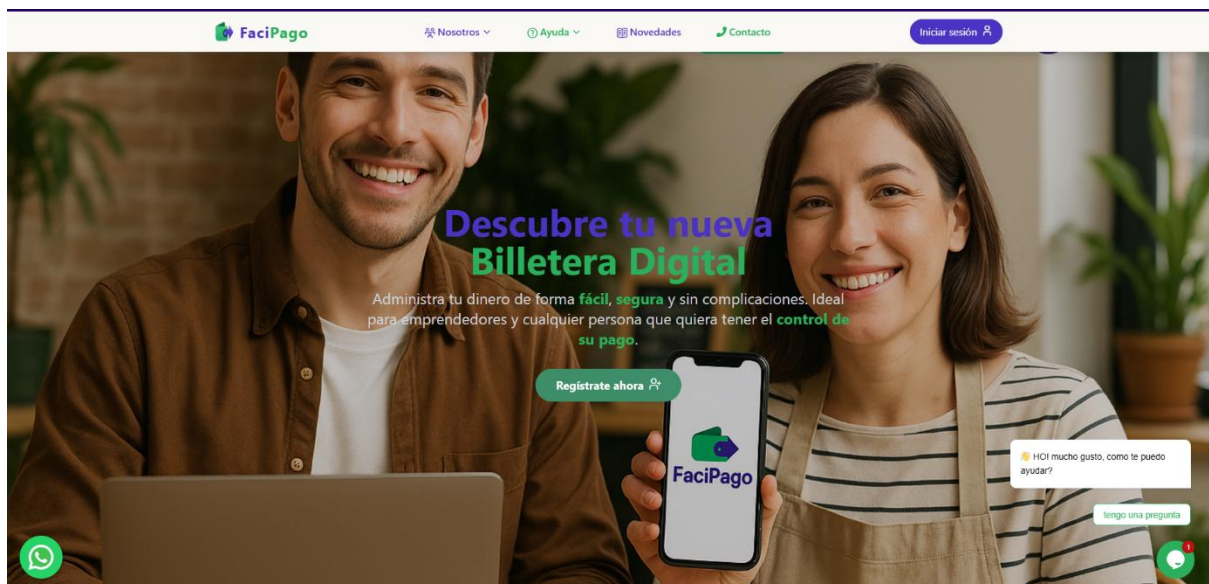 FaciPago
Nosotros
Ayuda
Novedades
Contacto
Iniciar sesión
Descubre tu nueva
Billetera Digital
Administra tu dinero de forma fácil, segura y sin complicaciones. Ideal
para emprendedores y cualquier persona que quiera tener el control de
su pago.
Regístrate ahora
FaciPago
👋 HOl mucho gusto, como te puedo
ayudar?
tengo una pregunta
1